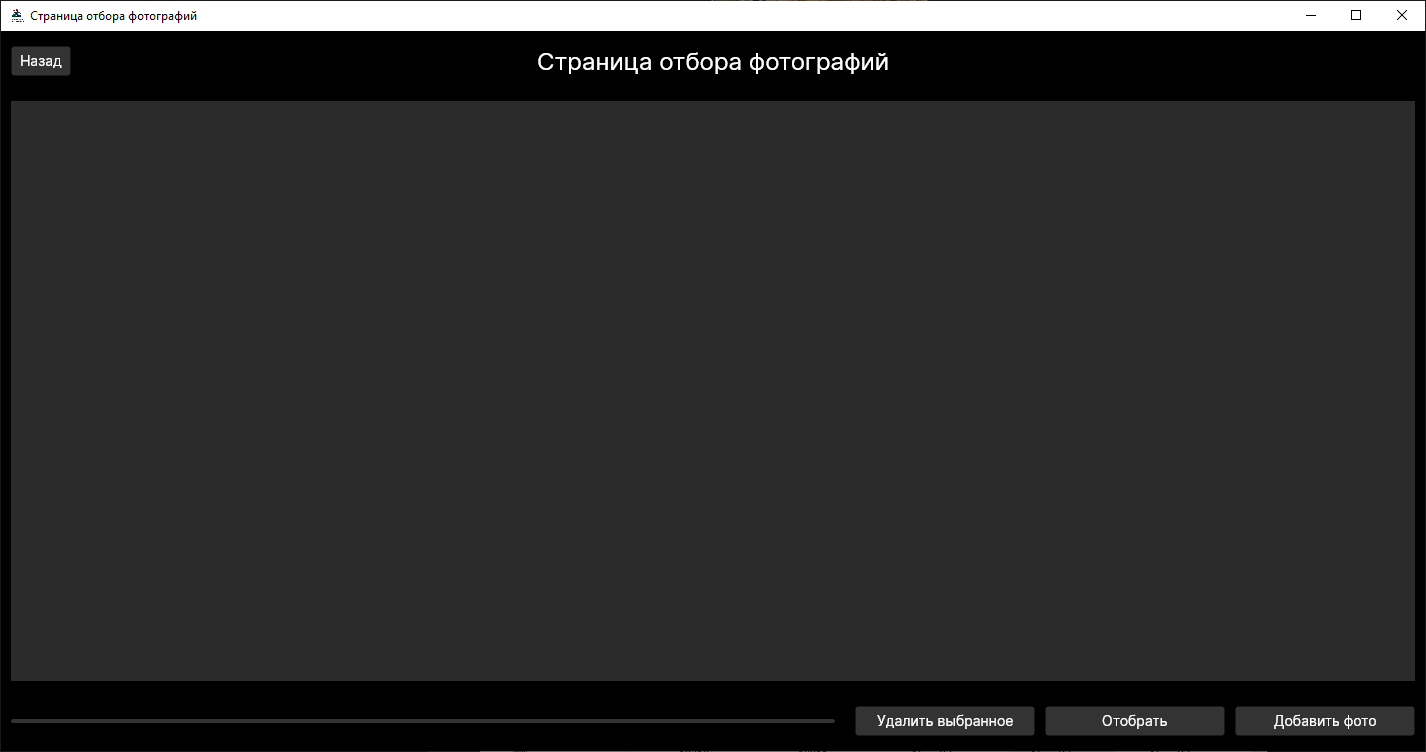 Страница отбора фотографий
Назад
Страница отбора фотографий
Удалить выбранное
Отобрать
Добавить фото